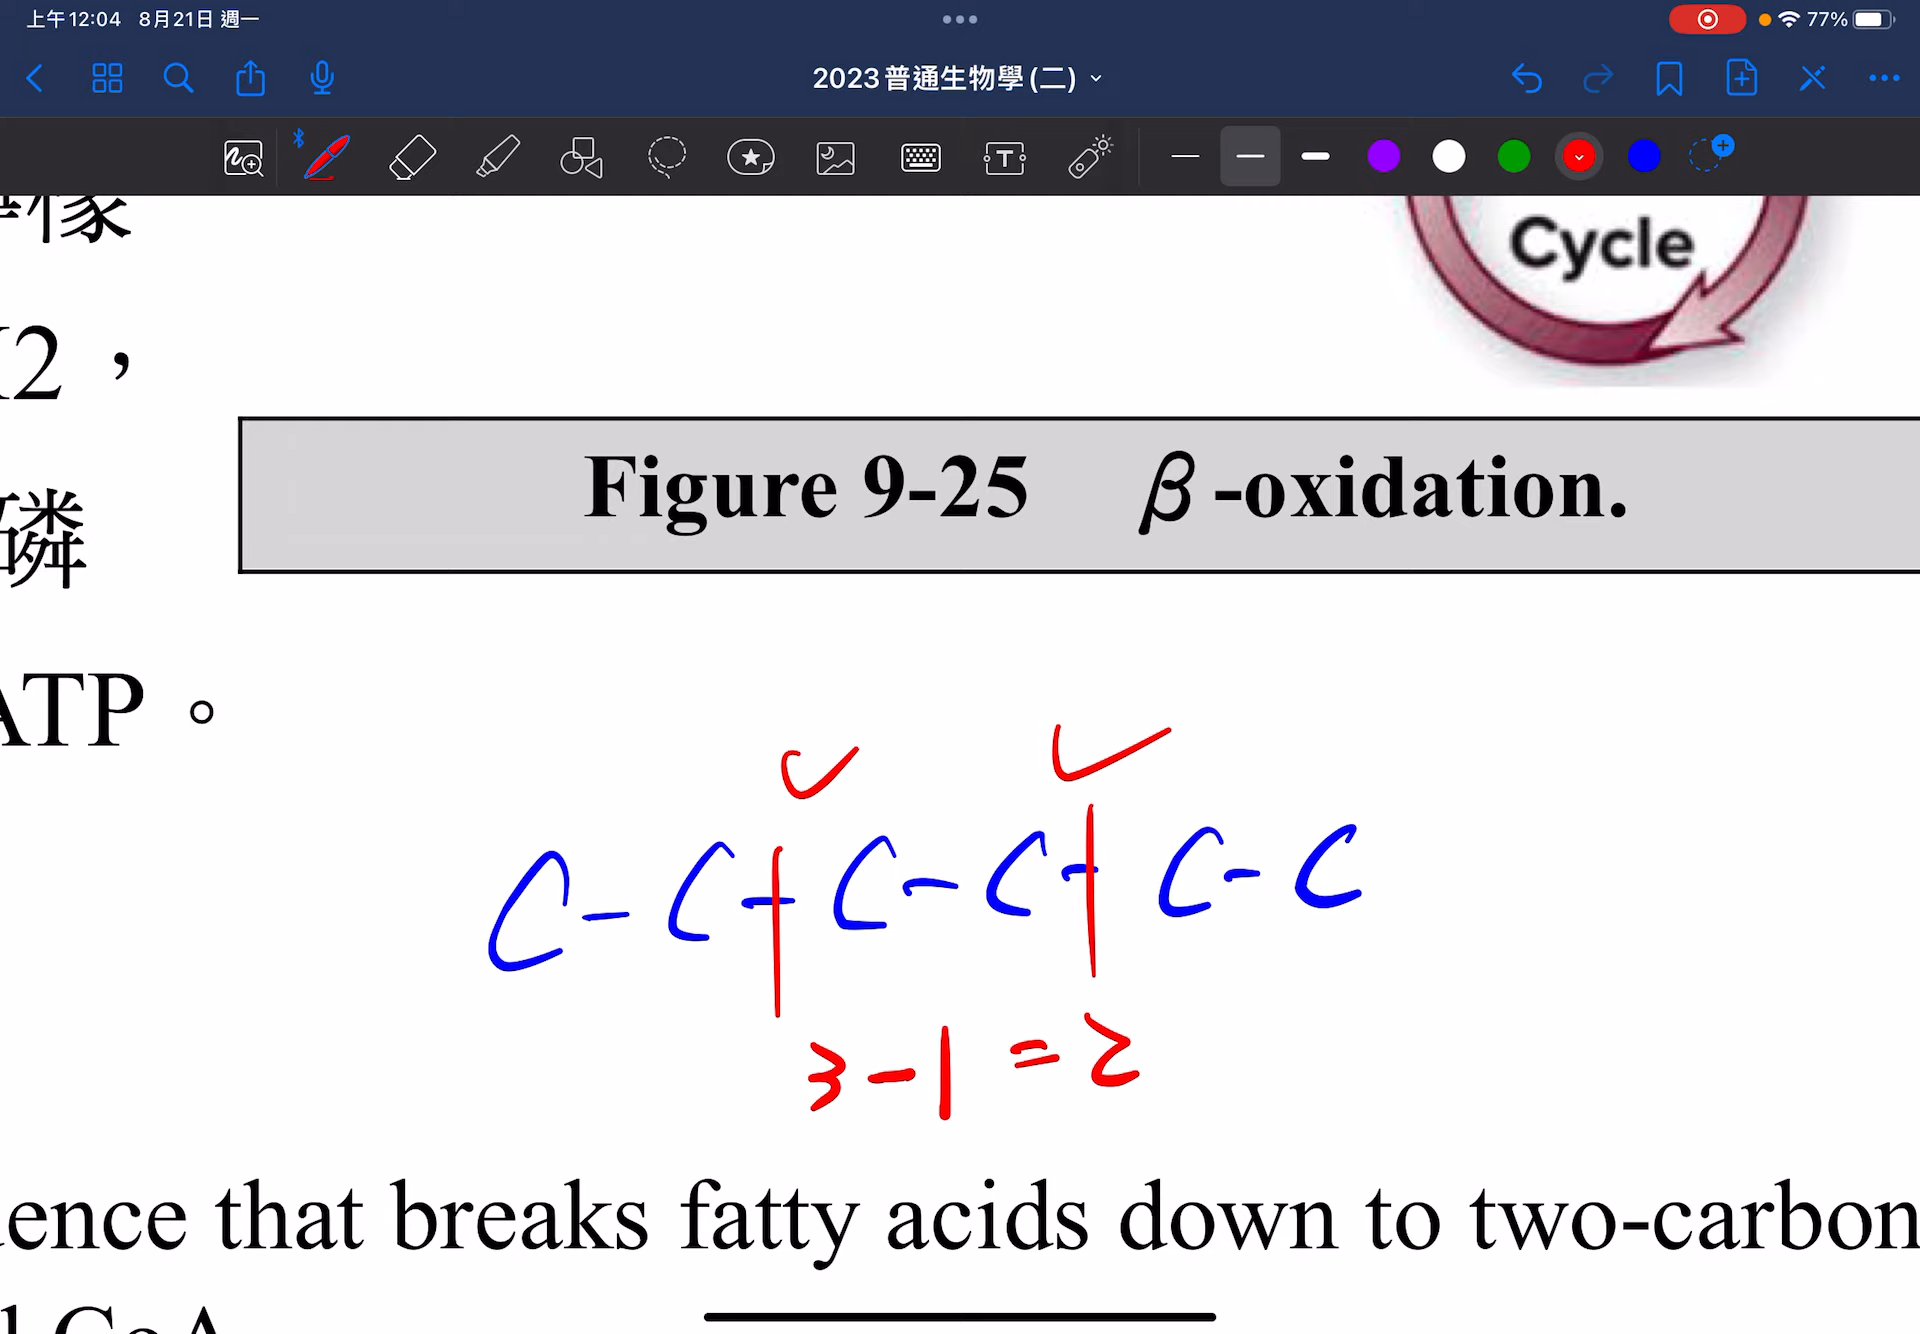 上午12:04 8月21日 週一
77%
2023普通生物學(二)
T
像
Cycle
2，
Figure 9-25 β-oxidation.
磷
ATP。
C-C-C-C-C-C
3-1=2
ence that breaks fatty acids down to two-carbon
CoA